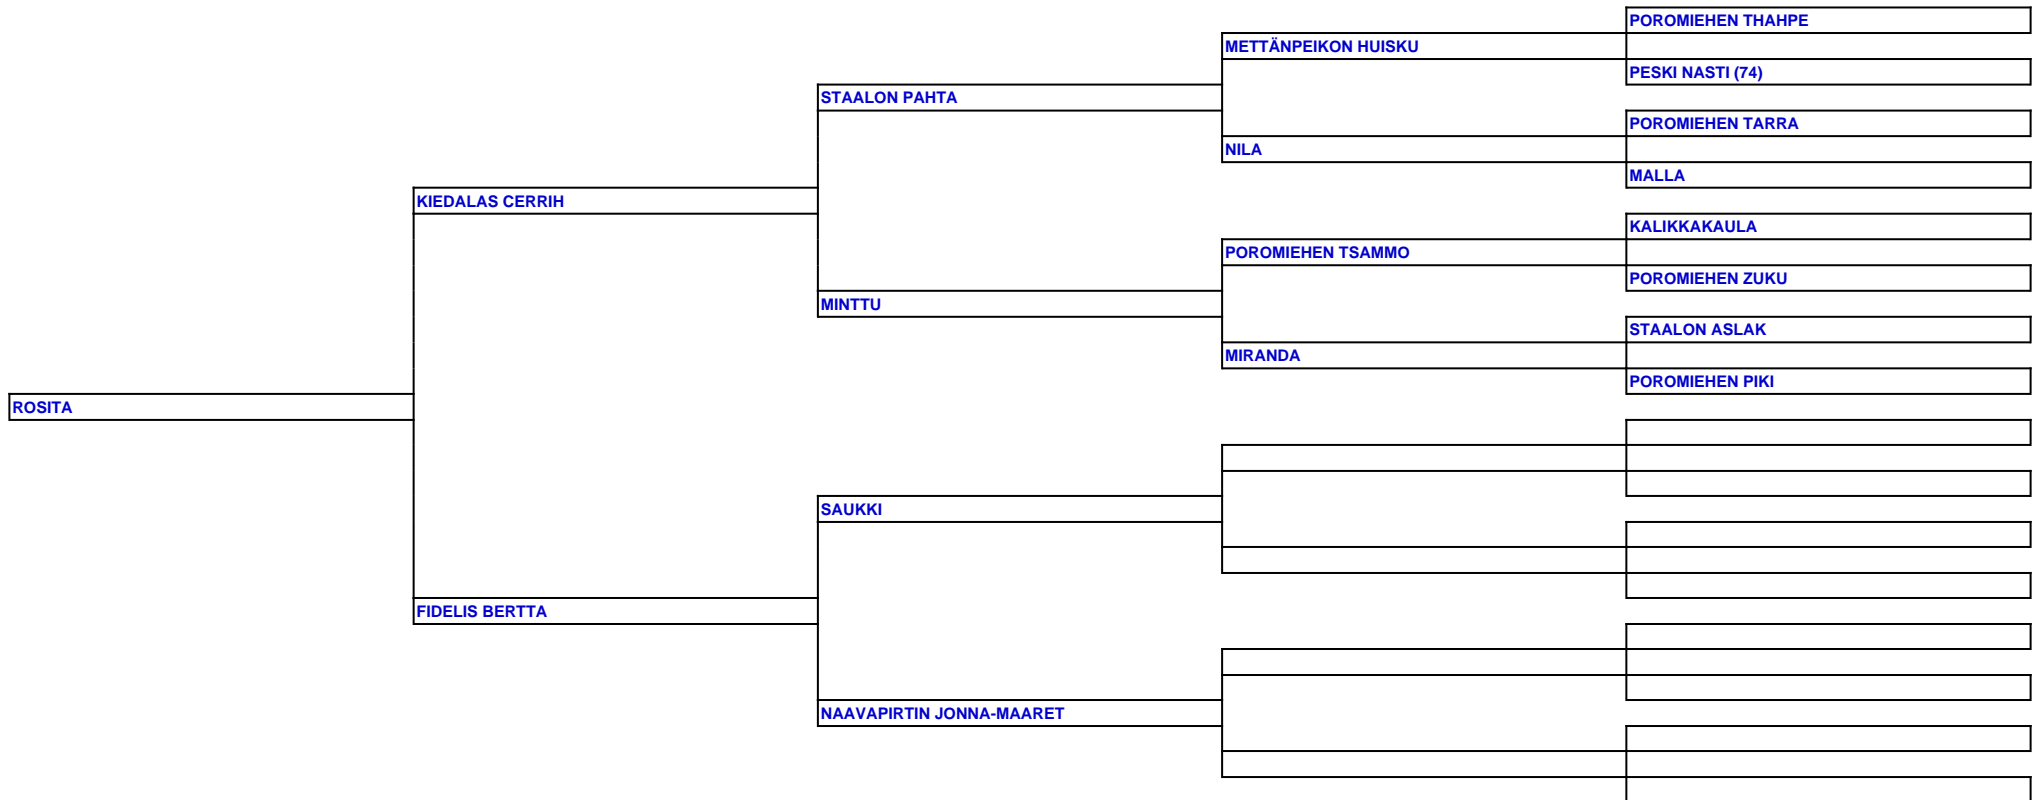 POROMIEHEN THAHPE
METTÄNPEIKON HUISKU
PESKI NASTI (74)
STAALON PAHTA
POROMIEHEN TARRA
NILA
MALLA
KIEDALAS CERRIH
KALIKKAKAULA
POROMIEHEN TSAMMO
POROMIEHEN ZUKU
MINTTU
STAALON ASLAK
MIRANDA
POROMIEHEN PIKI
ROSITA
SAUKKI
FIDELIS BERTTA
NAAVAPIRTIN JONNA-MAARET